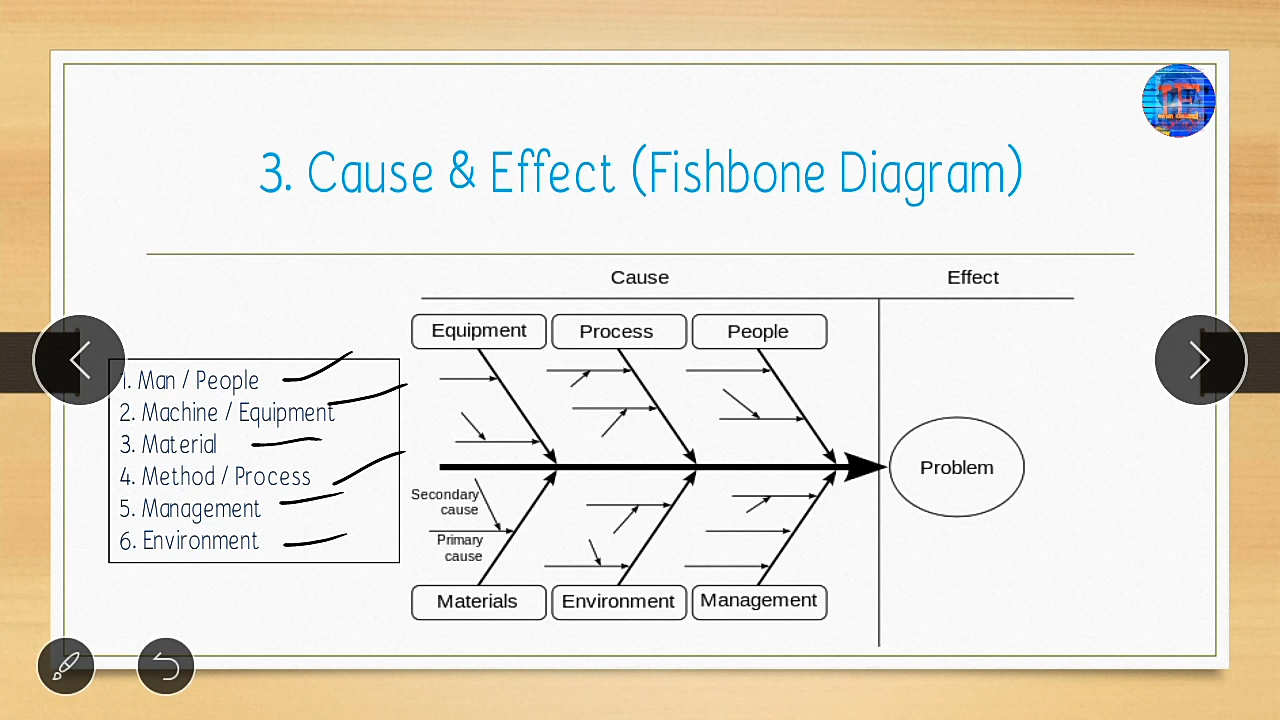 3. Cause & Effect (Fishbone Diagram)
Cause
Effect
Equipment
Process
People
1. Man / People
2. Machine / Equipment
3. Material
4. Method / Process
5. Management
6. Environment
Problem
Secondary
cause
Primary
cause
Materials
Environment
Management